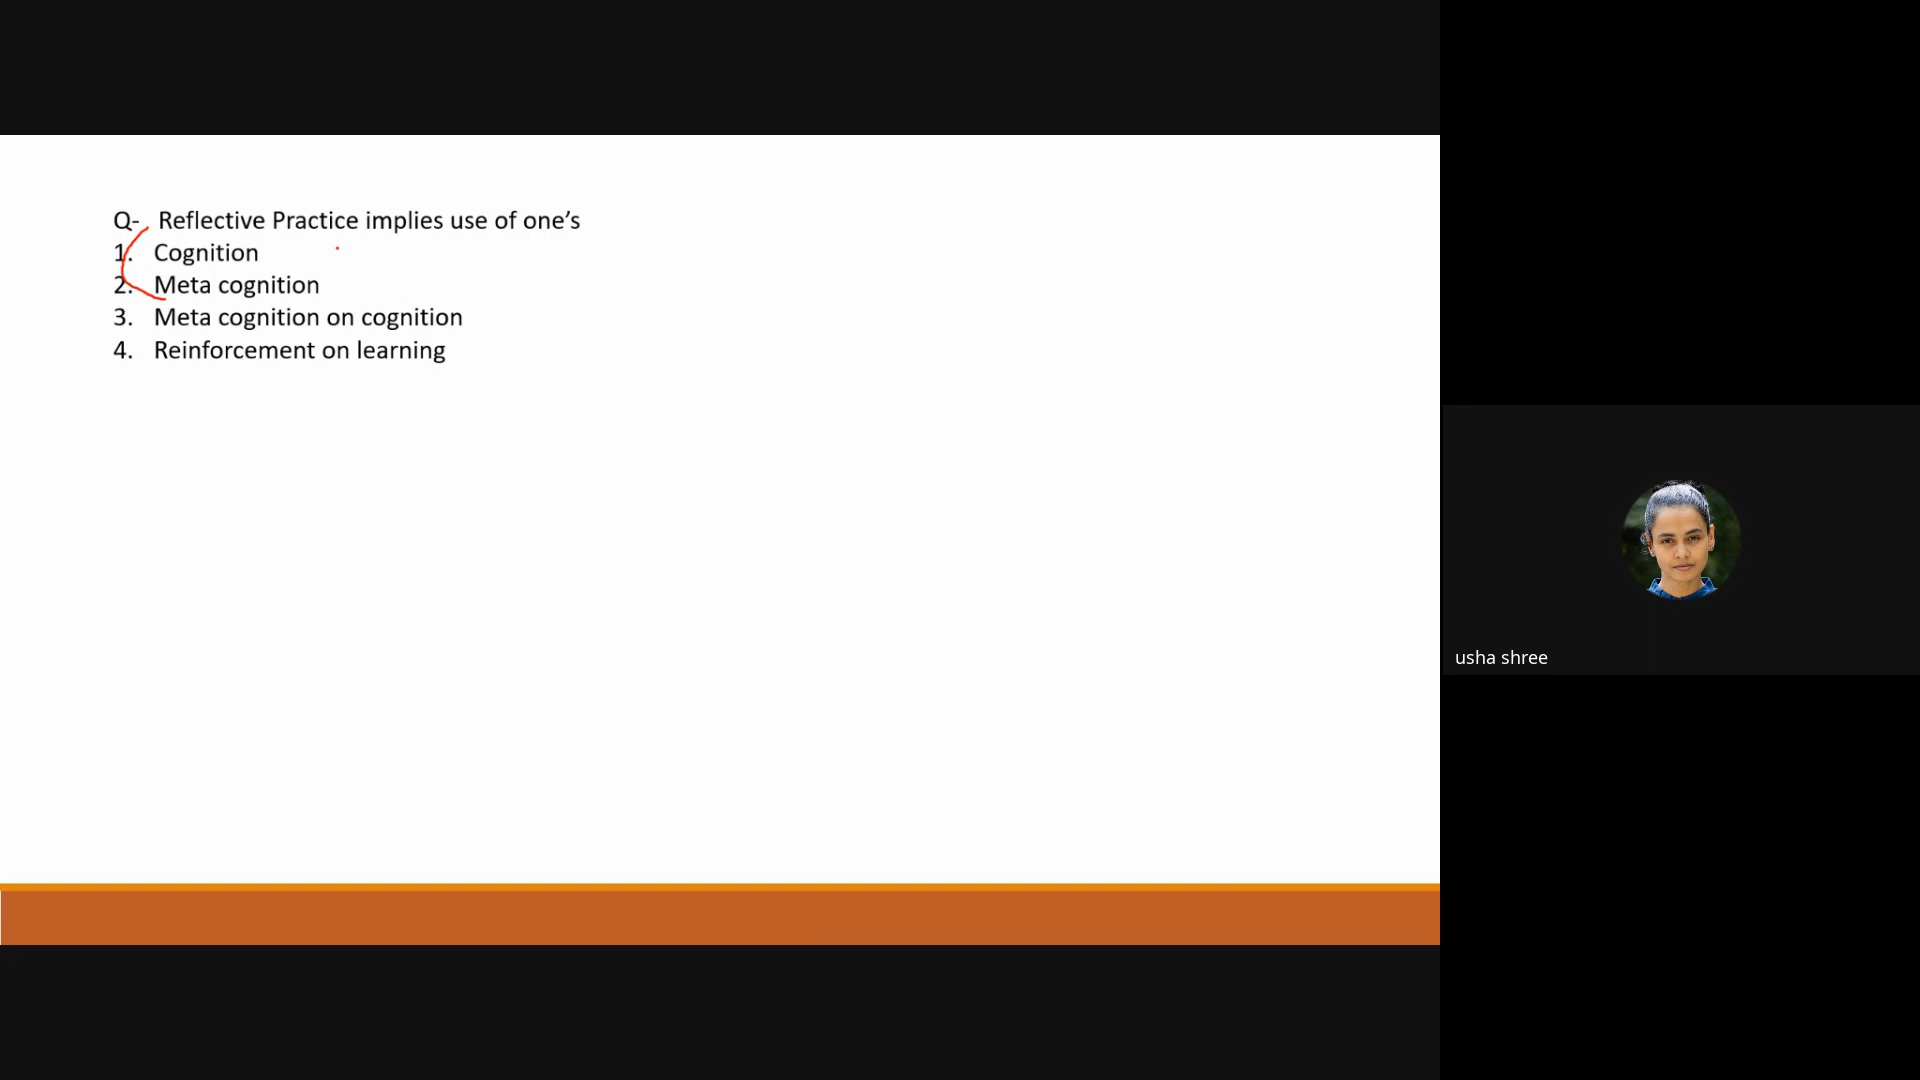 Q- Reflective Practice implies use of one’s
1. Cognition
2. Meta cognition
3. Meta cognition on cognition
4. Reinforcement on learning
usha shree